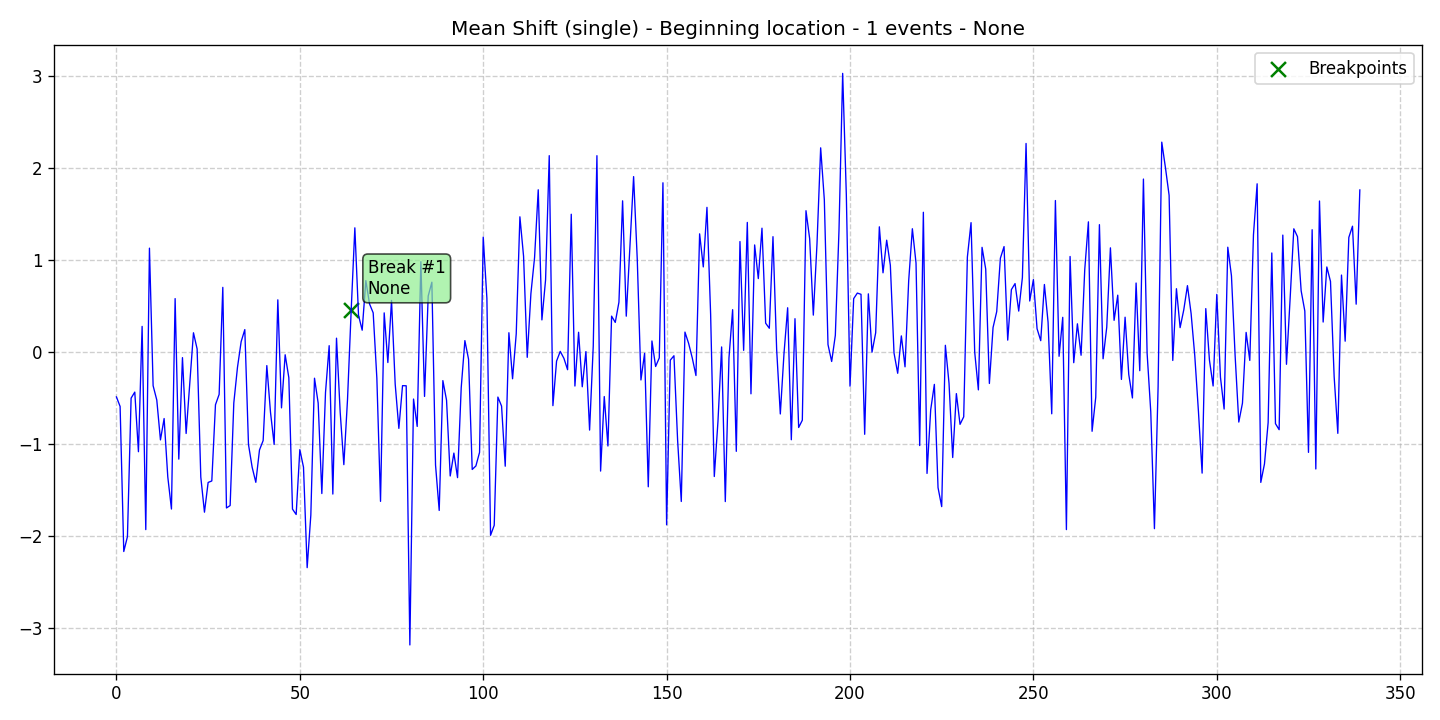 Mean Shift (single) - Beginning location - 1 events - None
Breakpoints
Break #1
None
3
2
1
0
−1
−2
−3
0 50 100 150 200 250 300 350